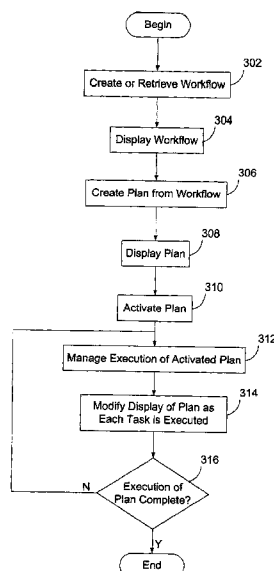 Begin
302
Create or Retrieve Workflow
304
Display Workflow
306
Create Plan from Workflow
308
Display Plan
310
Activate Plan
312
Manage Execution of Activated Plan
314
Modify Display of Plan as
Each Task is Executed
316
Execution of
Plan Complete?
N
Y
End